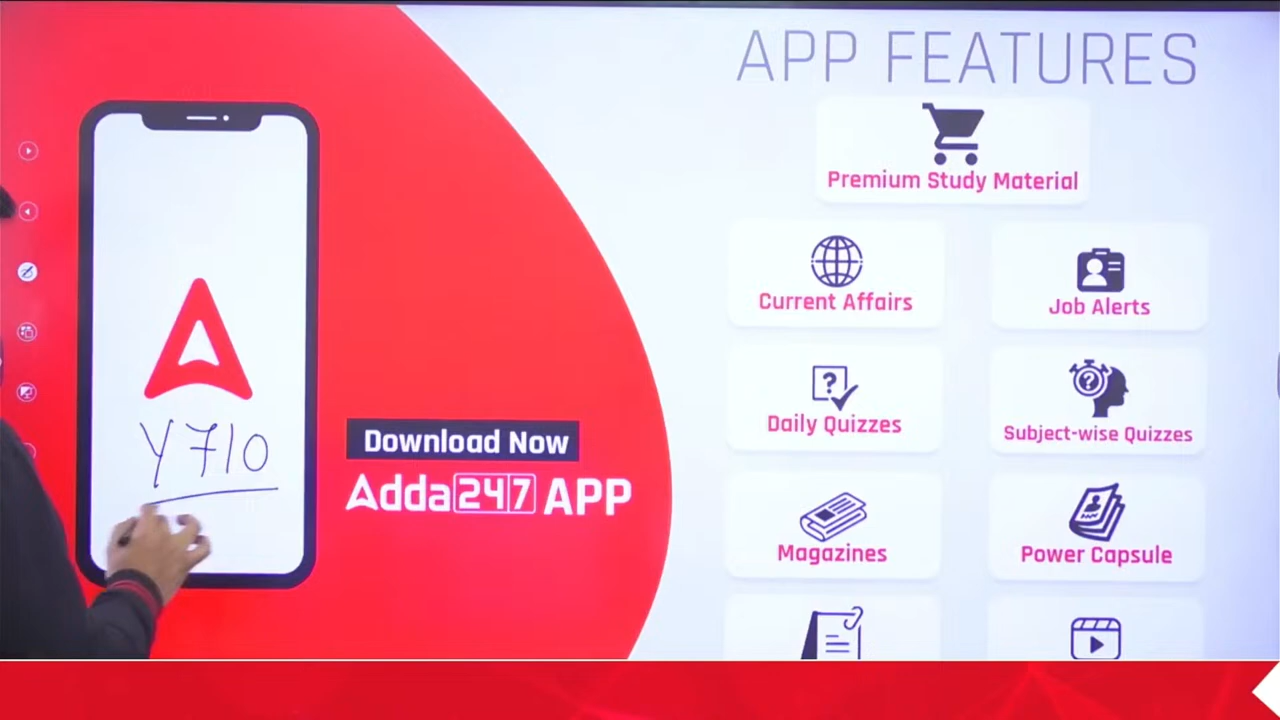 APP FEATURES
Premium Study Material
Current Affairs
Job Alerts
Daily Quizzes
Subject-wise Quizzes
Magazines
Power Capsule
Y710
Download Now
Adda247 APP